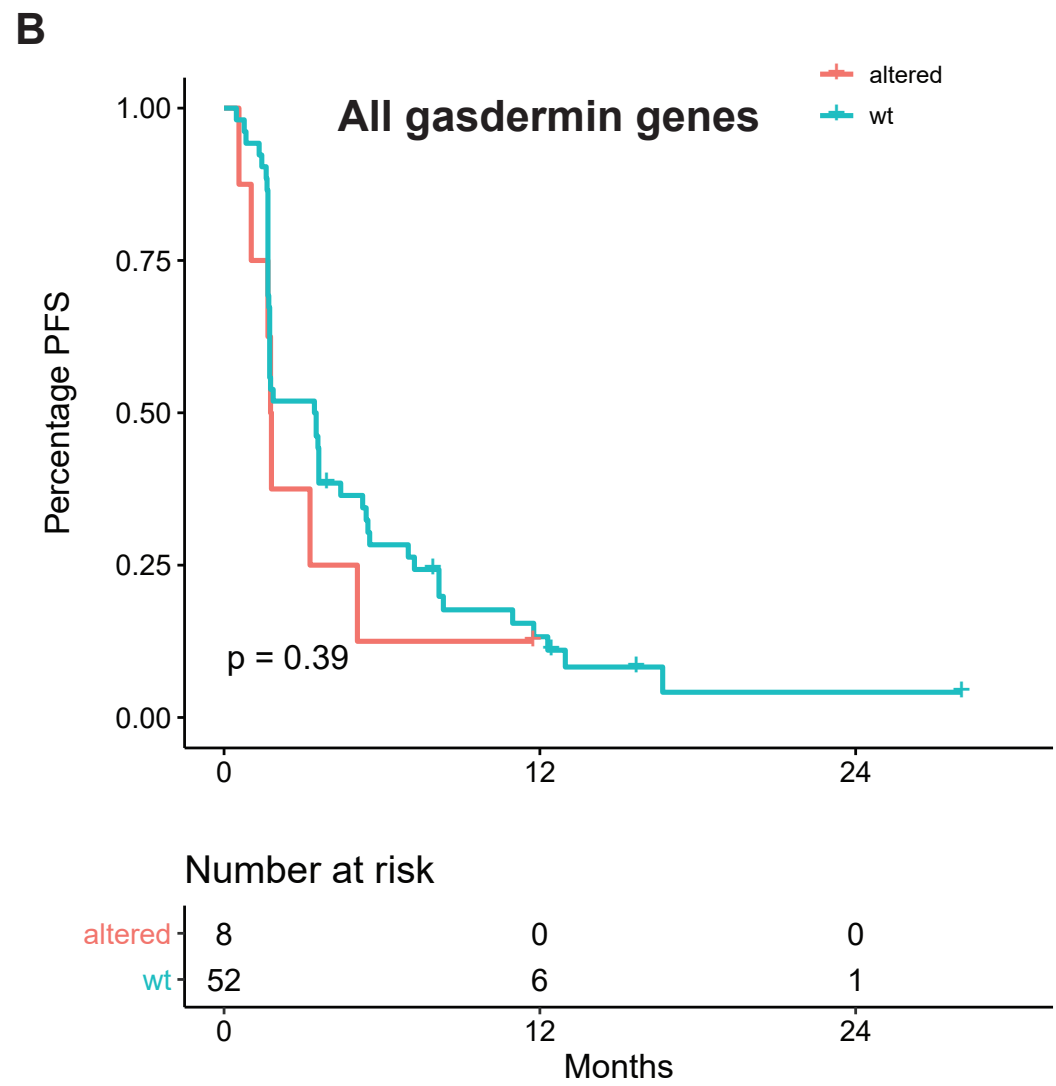 B
All gasdermin genes
altered
wt
Percentage PFS
1.00
0.75
0.50
0.25
0.00
p = 0.39
0 12 24
Number at risk
altered 8 0 0
wt 52 6 1
0 12 24
Months